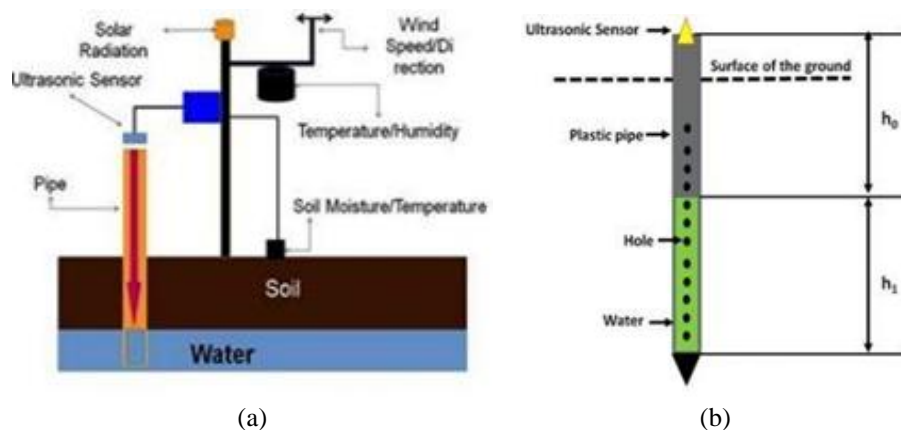 Solar
Radiation
Ultrasonic Sensor
Wind
Speed/Di
rection
Temperature/Humidity
Pipe
Soil Moisture/Temperature
Soil
Water
(a)
Ultrasonic Sensor
Surface of the ground
Plastic pipe
h₀
Hole
h₁
Water
(b)